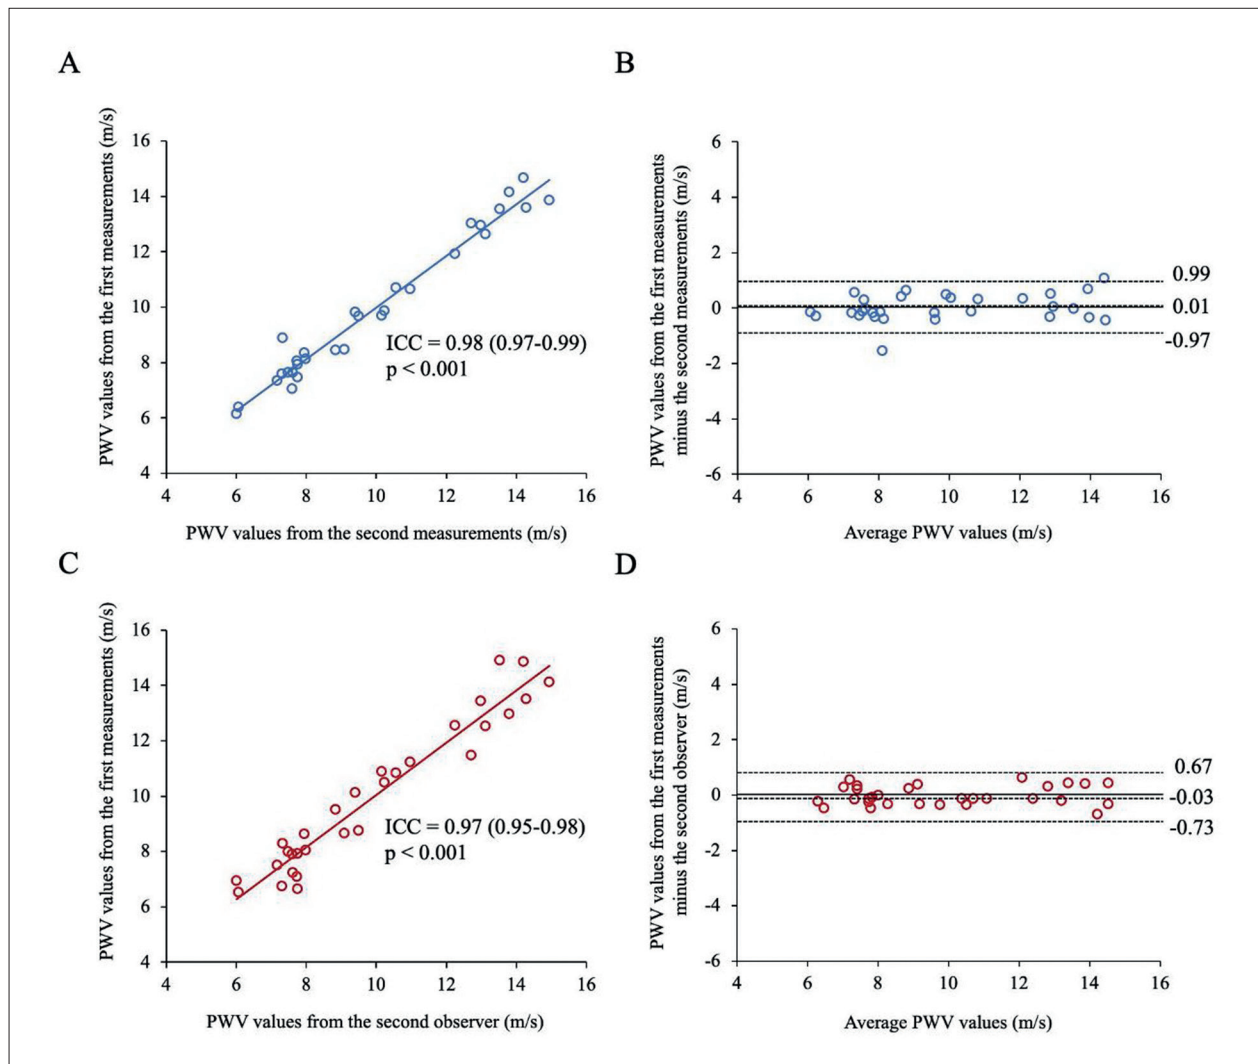 A
PWV values from the first measurements (m/s)
16
14
12
10
8
6
4
ICC = 0.98 (0.97-0.99)
p < 0.001
4 6 8 10 12 14 16
PWV values from the second measurements (m/s)
B
PWV values from the first measurements
minus the second measurements (m/s)
6
4
2
0
-2
-4
-6
0.99
0.01
-0.97
4 6 8 10 12 14 16
Average PWV values (m/s)
C
PWV values from the first measurements (m/s)
16
14
12
10
8
6
4
ICC = 0.97 (0.95-0.98)
p < 0.001
4 6 8 10 12 14 16
PWV values from the second observer (m/s)
D
PWV values from the first measurements
minus the second observer (m/s)
6
4
2
0
-2
-4
-6
0.67
-0.03
-0.73
4 6 8 10 12 14 16
Average PWV values (m/s)